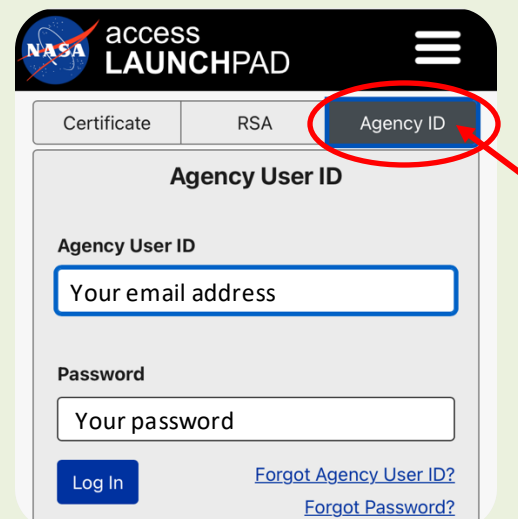 NASA
access
LAUNCHPAD
Certificate RSA Agency ID
Agency User ID
Agency User ID
Your email address
Password
Your password
Log In Forgot Agency User ID?
Forgot Password?